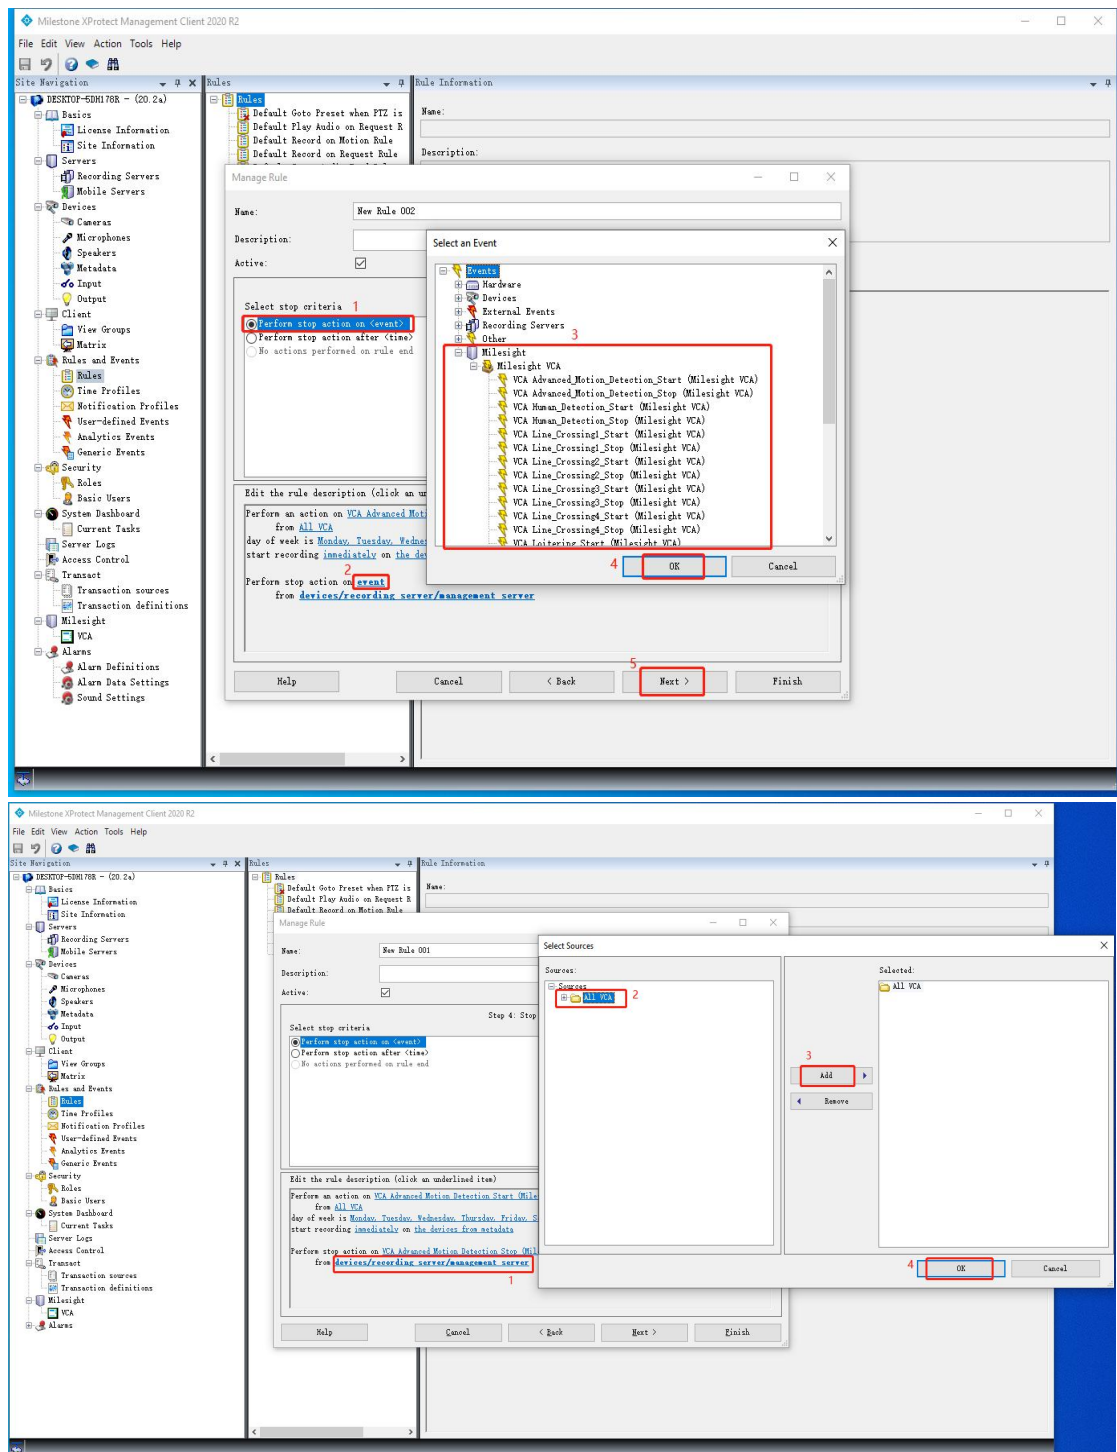 Milestone XProtect Management Client 2020 R2
File Edit View Action Tools Help
Site Navigation
DESKTOP-5DH178R - (20.2a)
Basics
License Information
Site Information
Servers
Recording Servers
Mobile Servers
Devices
Cameras
Microphones
Speakers
Metadata
Input
Output
Client
View Groups
Matrix
Rules and Events
Rules
Time Profiles
Notification Profiles
User-defined Events
Analytics Events
Generic Events
Security
Roles
Basic Users
System Dashboard
Current Tasks
Server Logs
Access Control
Transact
Transaction sources
Transaction definitions
Milesight
VCA
Alarms
Alarm Definitions
Alarm Data Settings
Sound Settings
Rules
Rules
Default Goto Preset when PTZ is
Default Play Audio on Request R
Default Record on Motion Rule
Default Record on Request Rule
Rule Information
Name:
Description:
Manage Rule
Name: New Rule 002
Description:
Active:
Select stop criteria 1
Perform stop action on <event>
Perform stop action after <time>
No actions performed on rule end
Edit the rule description (click an un
Perform an action on VCA Advanced Moti
from All VCA
day of week is Monday, Tuesday, Wednes
start recording immediately on the dev
2
Perform stop action on event
from devices/recording server/management server
5
Help Cancel < Back Next > Finish
Select an Event
Events
Hardware
Devices
External Events
Recording Servers
Other
3
Milesight
Milesight VCA
VCA Advanced_Motion_Detection_Start (Milesight VCA)
VCA Advanced_Motion_Detection_Stop (Milesight VCA)
VCA Human_Detection_Start (Milesight VCA)
VCA Human_Detection_Stop (Milesight VCA)
VCA Line_Crossing1_Start (Milesight VCA)
VCA Line_Crossing1_Stop (Milesight VCA)
VCA Line_Crossing2_Start (Milesight VCA)
VCA Line_Crossing2_Stop (Milesight VCA)
VCA Line_Crossing3_Start (Milesight VCA)
VCA Line_Crossing3_Stop (Milesight VCA)
VCA Line_Crossing4_Start (Milesight VCA)
VCA Line_Crossing4_Stop (Milesight VCA)
VCA Loitering_Start (Milesight VCA)
4 OK Cancel
Milestone XProtect Management Client 2020 R2
File Edit View Action Tools Help
Site Navigation
DESKTOP-5DH178R - (20.2a)
Basics
License Information
Site Information
Servers
Recording Servers
Mobile Servers
Devices
Cameras
Microphones
Speakers
Metadata
Input
Output
Client
View Groups
Matrix
Rules and Events
Rules
Time Profiles
Notification Profiles
User-defined Events
Analytics Events
Generic Events
Security
Roles
Basic Users
System Dashboard
Current Tasks
Server Logs
Access Control
Transact
Transaction sources
Transaction definitions
Milesight
VCA
Alarms
Rules
Rules
Default Goto Preset when PTZ is
Default Play Audio on Request R
Default Record on Motion Rule
Rule Information
Name:
Manage Rule
Name: New Rule 001
Description:
Active:
Step 4: Stop
Select stop criteria
Perform stop action on <event>
Perform stop action after <time>
No actions performed on rule end
Edit the rule description (click an underlined item)
Perform an action on VCA Advanced Motion Detection Start (Mile
from All VCA
day of week is Monday, Tuesday, Wednesday, Thursday, Friday, S
start recording immediately on the devices from metadata
Perform stop action on VCA Advanced Motion Detection Stop (Mil
from devices/recording server/management server
1
Help Cancel < Back Next > Finish
Select Sources
Sources:
Sources
All VCA 2
3
Add
Remove
Selected:
All VCA
4 OK Cancel